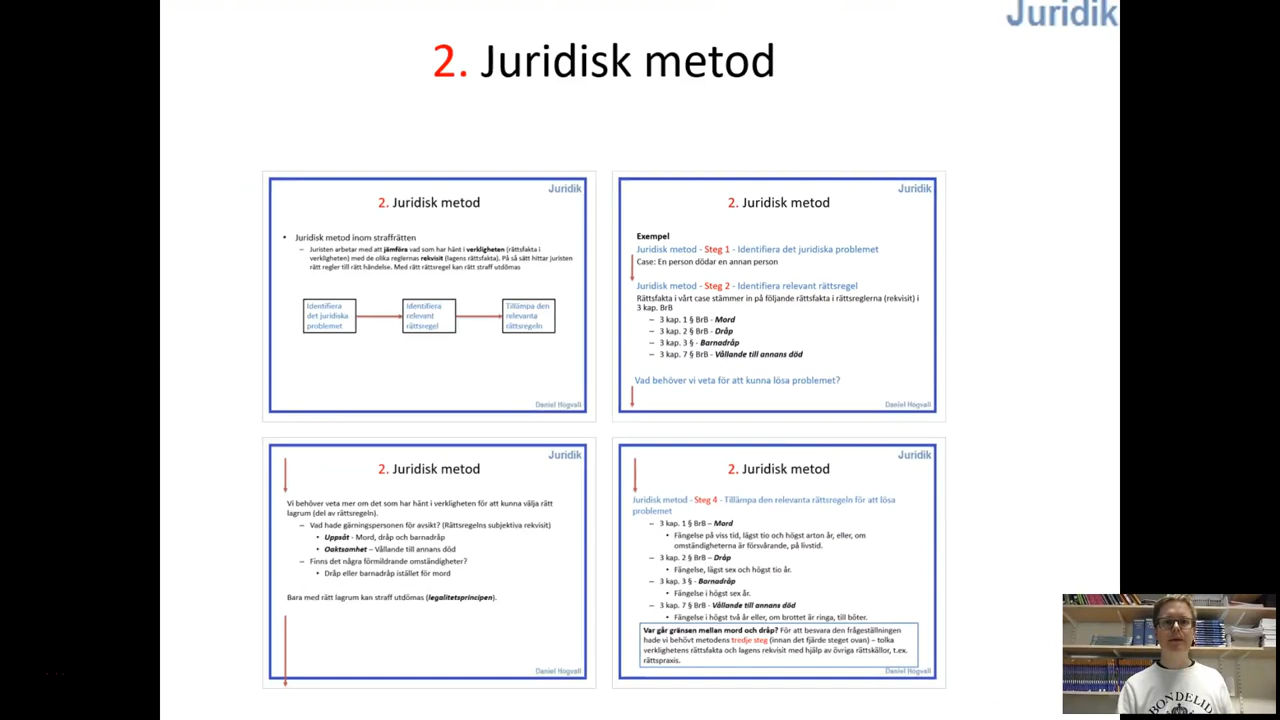 Juridik
2. Juridisk metod
Juridik
2. Juridisk metod
• Juridisk metod inom straffrätten
– Juristen arbetar med att jämföra vad som har hänt i verkligheten (rättsfakta i
verkligheten) med de olika reglernas rekvisit (lagens rättsfakta). På så sätt hittar juristen
rätt regler till rätt händelse. Med rätt rättsregel kan rätt straff utdömas
Identifiera
det juridiska
problemet
Identifiera
relevant
rättsregel
Tillämpa den
relevanta
rättsregeln
Daniel Högvall
Juridik
2. Juridisk metod
Exempel
Juridisk metod - Steg 1 - Identifiera det juridiska problemet
Case: En person dödar en annan person
Juridisk metod - Steg 2 - Identifiera relevant rättsregel
Rättsfakta i vårt case stämmer in på följande rättsfakta i rättsreglerna (rekvisit) i
3 kap. BrB
– 3 kap. 1 § BrB - Mord
– 3 kap. 2 § BrB - Dråp
– 3 kap. 3 § - Barnadråp
– 3 kap. 7 § BrB - Vållande till annans död
Vad behöver vi veta för att kunna lösa problemet?
Daniel Högvall
Juridik
2. Juridisk metod
Vi behöver veta mer om det som har hänt i verkligheten för att kunna välja rätt
lagrum (del av rättsregeln).
– Vad hade gärningspersonen för avsikt? (Rättsregelns subjektiva rekvisit)
• Uppsåt - Mord, dråp och barnadråp
• Oaktsamhet – Vållande till annans död
– Finns det några förmildrande omständigheter?
• Dråp eller barnadråp istället för mord
Bara med rätt lagrum kan straff utdömas (legalitetsprincipen).
Daniel Högvall
Juridik
2. Juridisk metod
Juridisk metod - Steg 4 - Tillämpa den relevanta rättsregeln för att lösa
problemet
– 3 kap. 1 § BrB – Mord
• Fängelse på viss tid, lägst tio och högst arton år, eller, om
omständigheterna är försvårande, på livstid.
– 3 kap. 2 § BrB – Dråp
• Fängelse, lägst sex och högst tio år.
– 3 kap. 3 § - Barnadråp
• Fängelse i högst sex år.
– 3 kap. 7 § BrB - Vållande till annans död
• Fängelse i högst två år eller, om brottet är ringa, till böter.
Var går gränsen mellan mord och dråp? För att besvara den frågeställningen
hade vi behövt metodens tredje steg (innan det fjärde steget ovan) – tolka
verklighetens rättsfakta och lagens rekvisit med hjälp av övriga rättskällor, t.ex.
rättspraxis.
Daniel Högvall
BONDELID